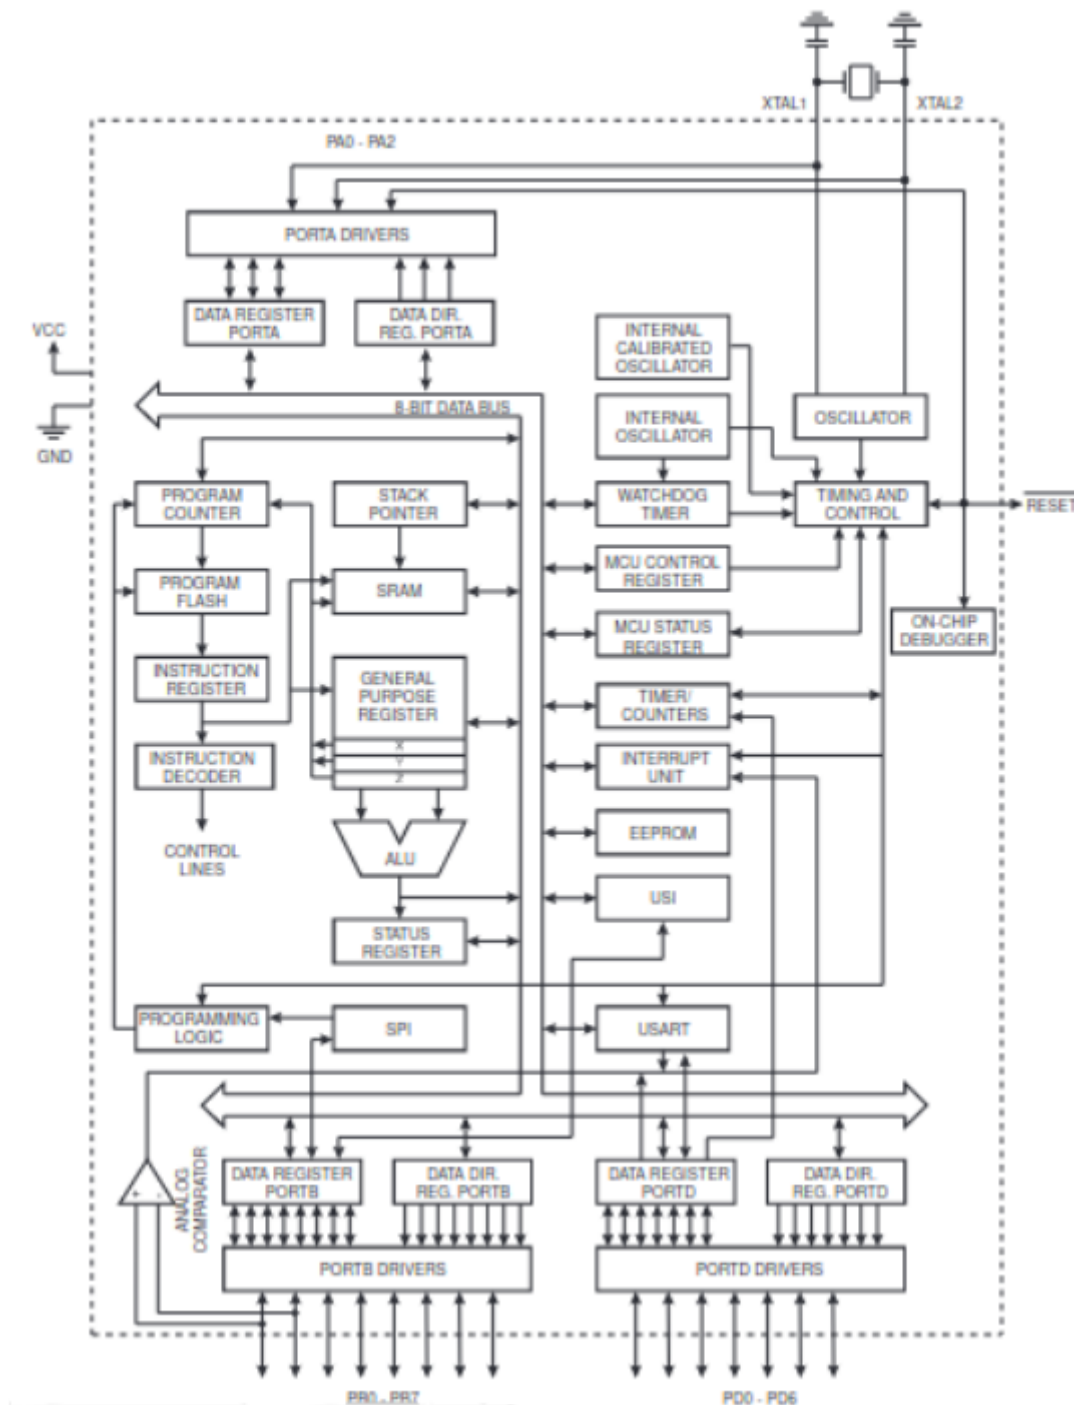 XTAL1
XTAL2
PA0 - PA2
PORTA DRIVERS
DATA REGISTER
PORTA
DATA DIR.
REG. PORTA
VCC
GND
8-BIT DATA BUS
INTERNAL
CALIBRATED
OSCILLATOR
INTERNAL
OSCILLATOR
OSCILLATOR
PROGRAM
COUNTER
STACK
POINTER
WATCHDOG
TIMER
TIMING AND
CONTROL
RESET
PROGRAM
FLASH
SRAM
MCU CONTROL
REGISTER
MCU STATUS
REGISTER
ON-CHIP
DEBUGGER
INSTRUCTION
REGISTER
GENERAL
PURPOSE
REGISTER
X
Y
Z
TIMER/
COUNTERS
INSTRUCTION
DECODER
INTERRUPT
UNIT
CONTROL
LINES
ALU
EEPROM
USI
STATUS
REGISTER
PROGRAMMING
LOGIC
SPI
USART
+
-
ANALOG
COMPARATOR
DATA REGISTER
PORTB
DATA DIR.
REG. PORTB
DATA REGISTER
PORTD
DATA DIR.
REG. PORTD
PORTB DRIVERS
PORTD DRIVERS
PB0 - PB7
PD0 - PD6